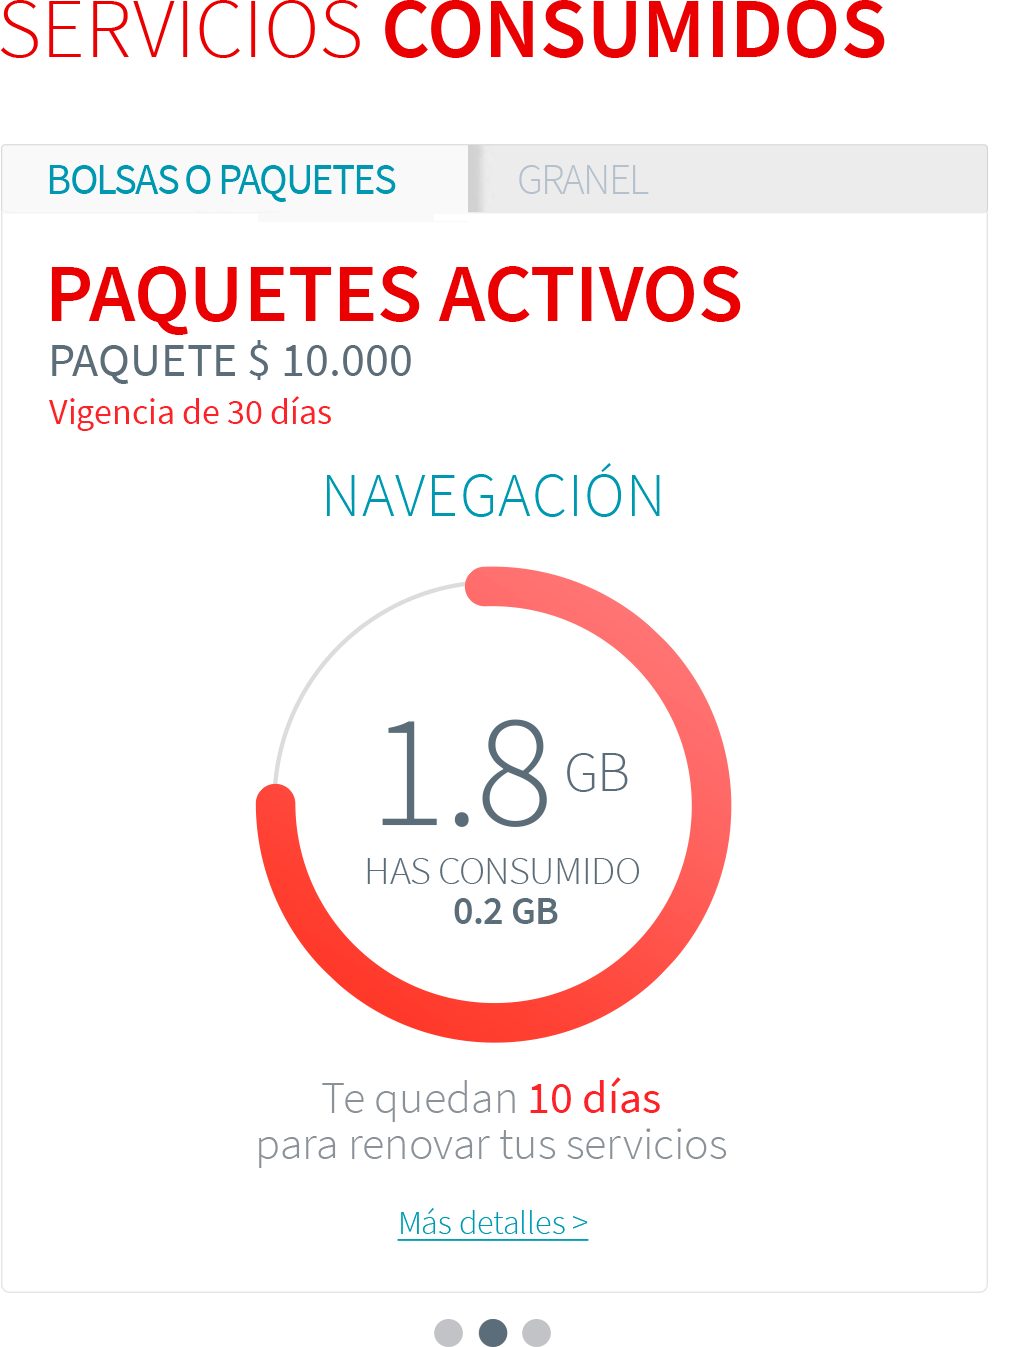 SERVICIOS CONSUMIDOS
BOLSAS O PAQUETES
GRANEL
PAQUETES ACTIVOS
PAQUETE $ 10.000
Vigencia de 30 días
NAVEGACIÓN
1.8 GB
HAS CONSUMIDO
0.2 GB
Te quedan 10 días
para renovar tus servicios
Más detalles >